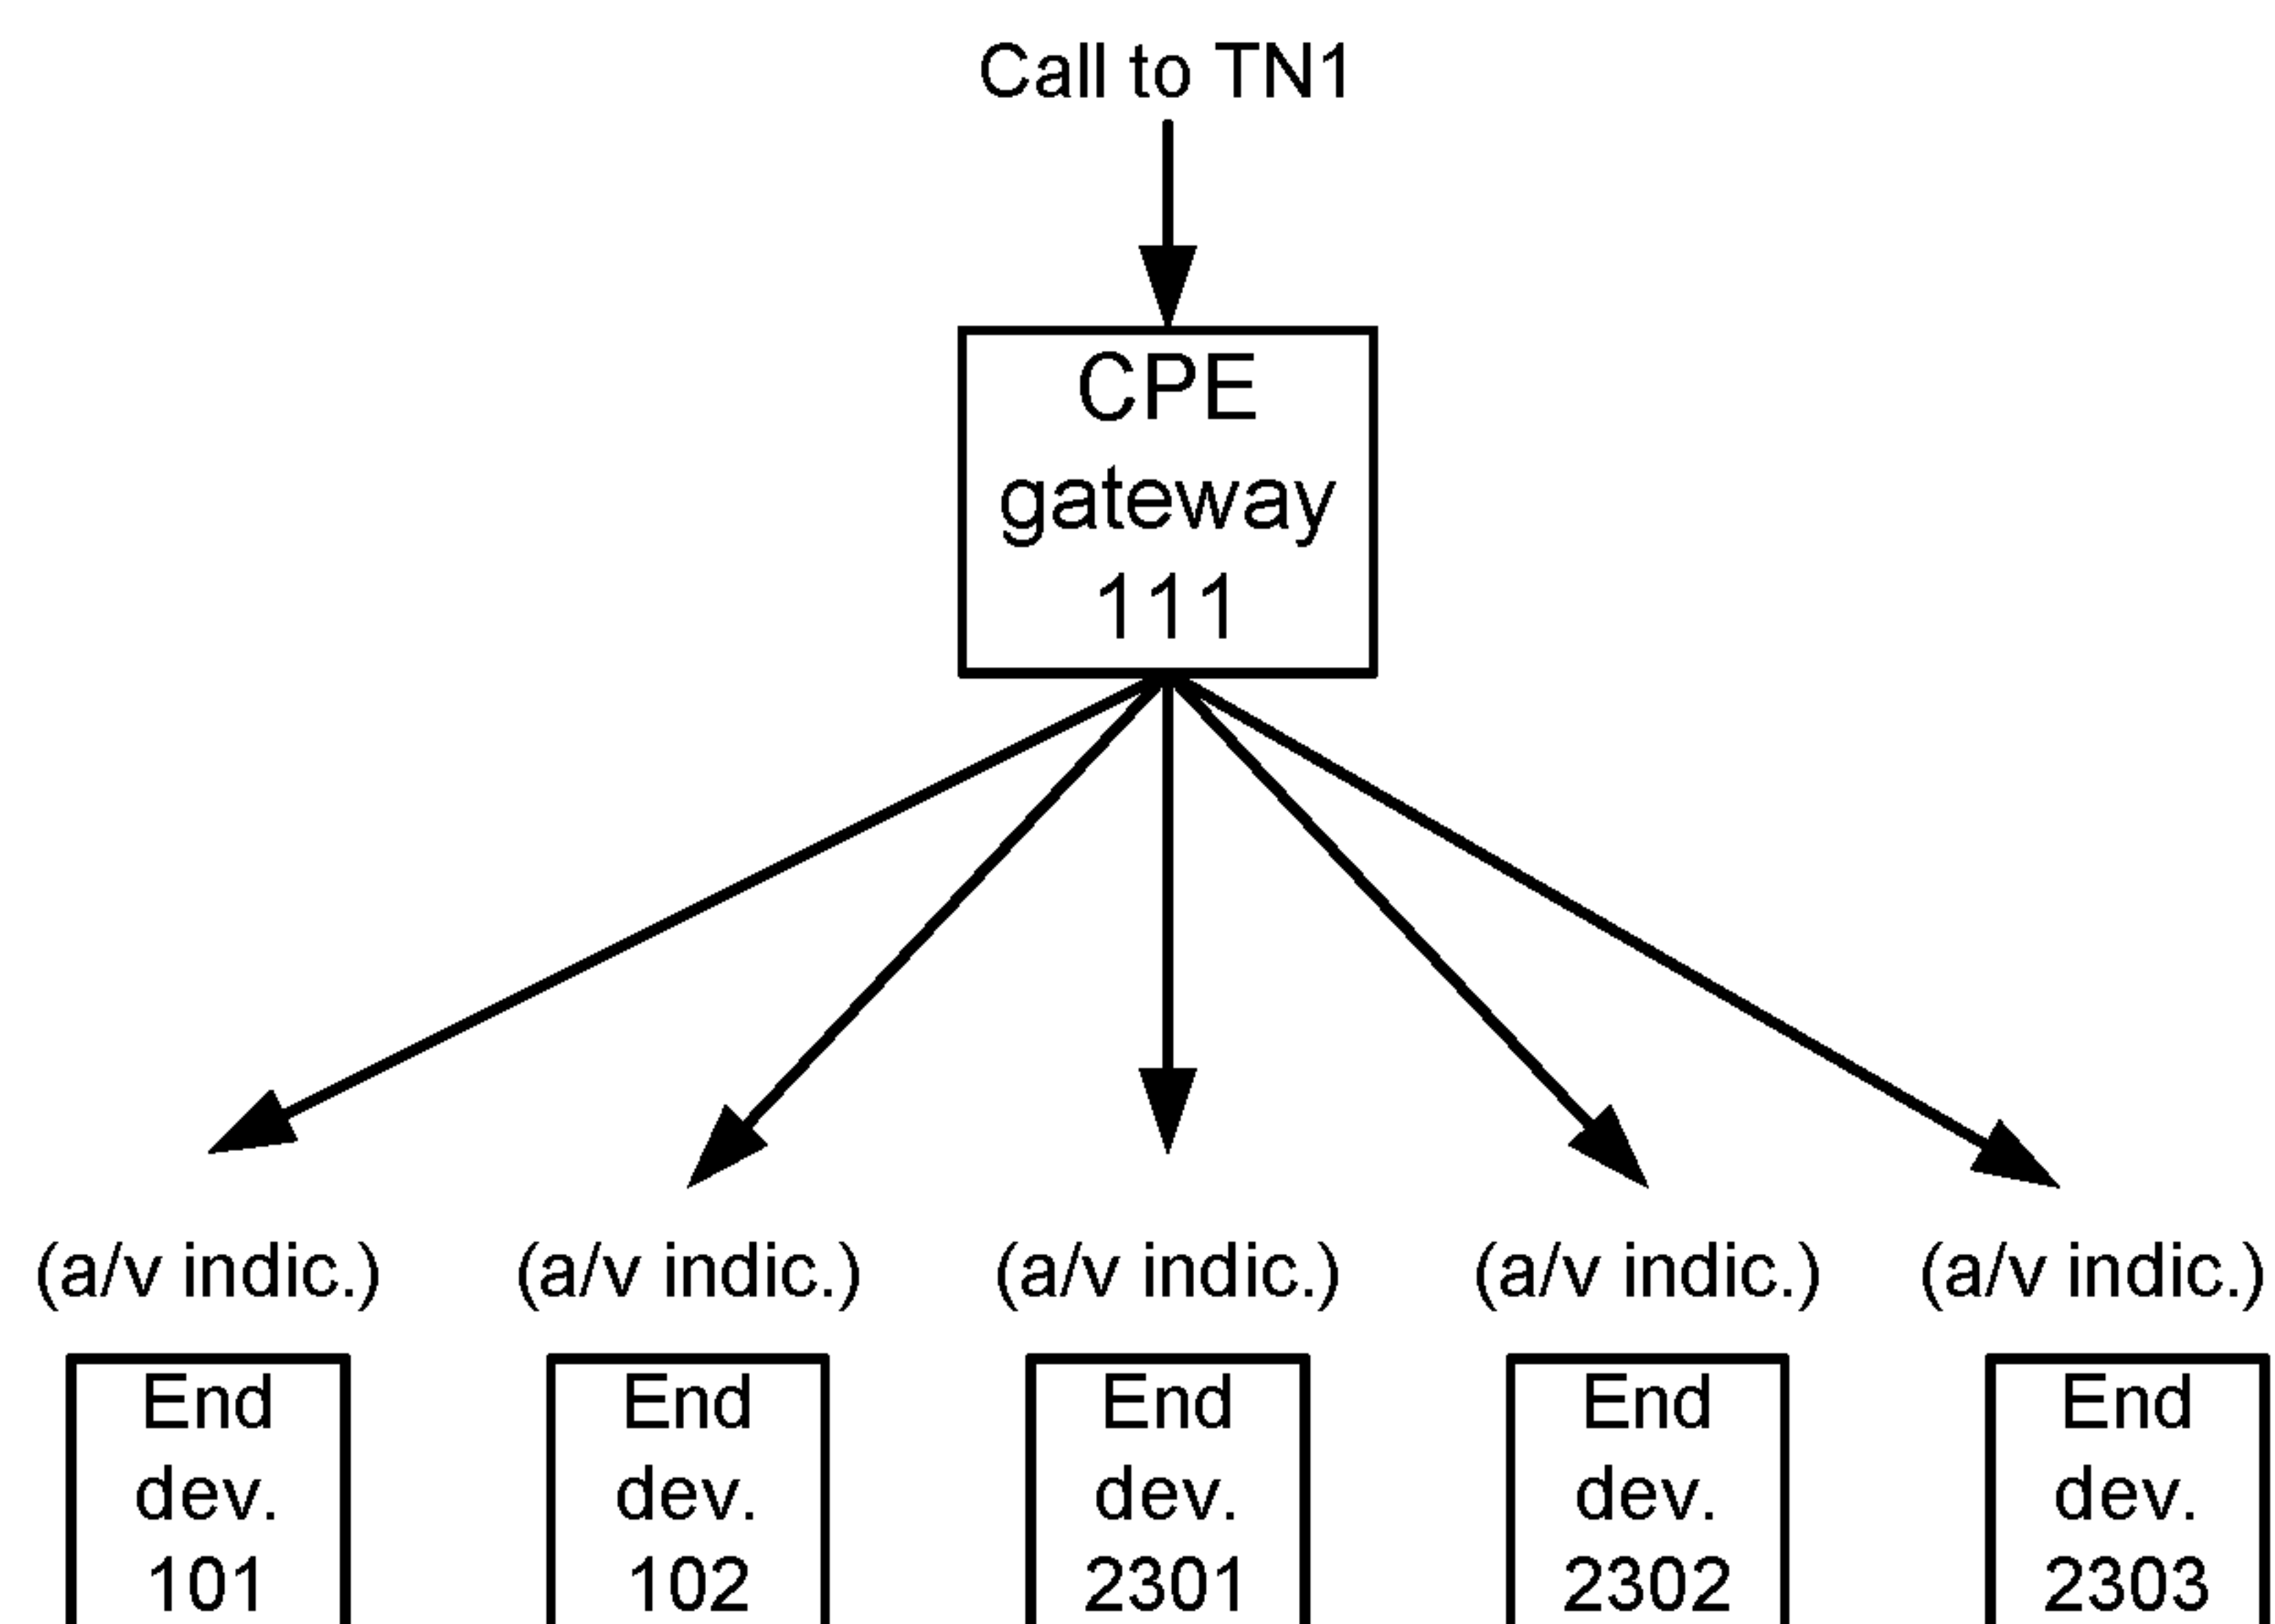 Call to TN1
CPE
gateway
111
(a/v indic.) (a/v indic.) (a/v indic.) (a/v indic.) (a/v indic.)
End
dev.
101
End
dev.
102
End
dev.
2301
End
dev.
2302
End
dev.
2303